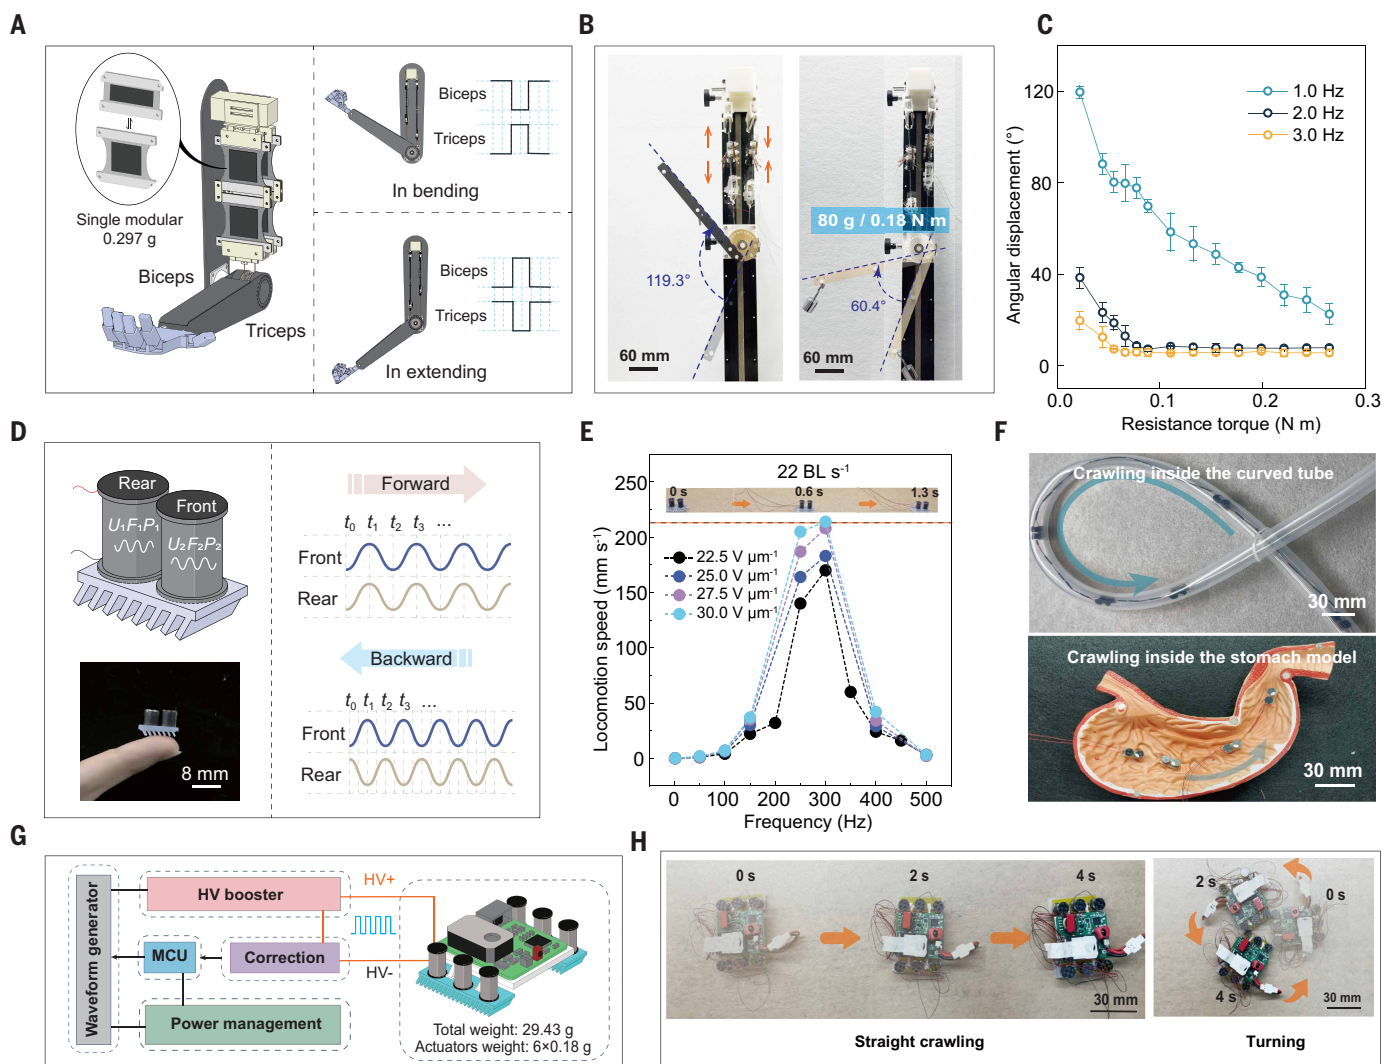 A
Single modular
0.297 g
Biceps
Triceps
Biceps
Triceps
In bending
Biceps
Triceps
In extending
B
119.3°
60 mm
80 g / 0.18 N m
60.4°
60 mm
C
Angular displacement (°)
120
80
40
0
1.0 Hz
2.0 Hz
3.0 Hz
0.0
0.1
0.2
0.3
Resistance torque (N m)
D
Rear
Front
U₁F₁P₁
U₂F₂P₂
8 mm
Forward
t₀ t₁ t₂ t₃ ...
Front
Rear
Backward
t₀ t₁ t₂ t₃ ...
Front
Rear
E
22 BL s⁻¹
0 s
0.6 s
1.3 s
22.5 V µm⁻¹
25.0 V µm⁻¹
27.5 V µm⁻¹
30.0 V µm⁻¹
Locomotion speed (mm s⁻¹)
250
200
150
100
50
0
0 100 200 300 400 500
Frequency (Hz)
F
Crawling inside the curved tube
30 mm
Crawling inside the stomach model
30 mm
G
Waveform generator
HV booster
MCU
Correction
Power management
HV+
HV-
Total weight: 29.43 g
Actuators weight: 6×0.18 g
H
0 s
2 s
4 s
30 mm
Straight crawling
2 s
0 s
4 s
30 mm
Turning